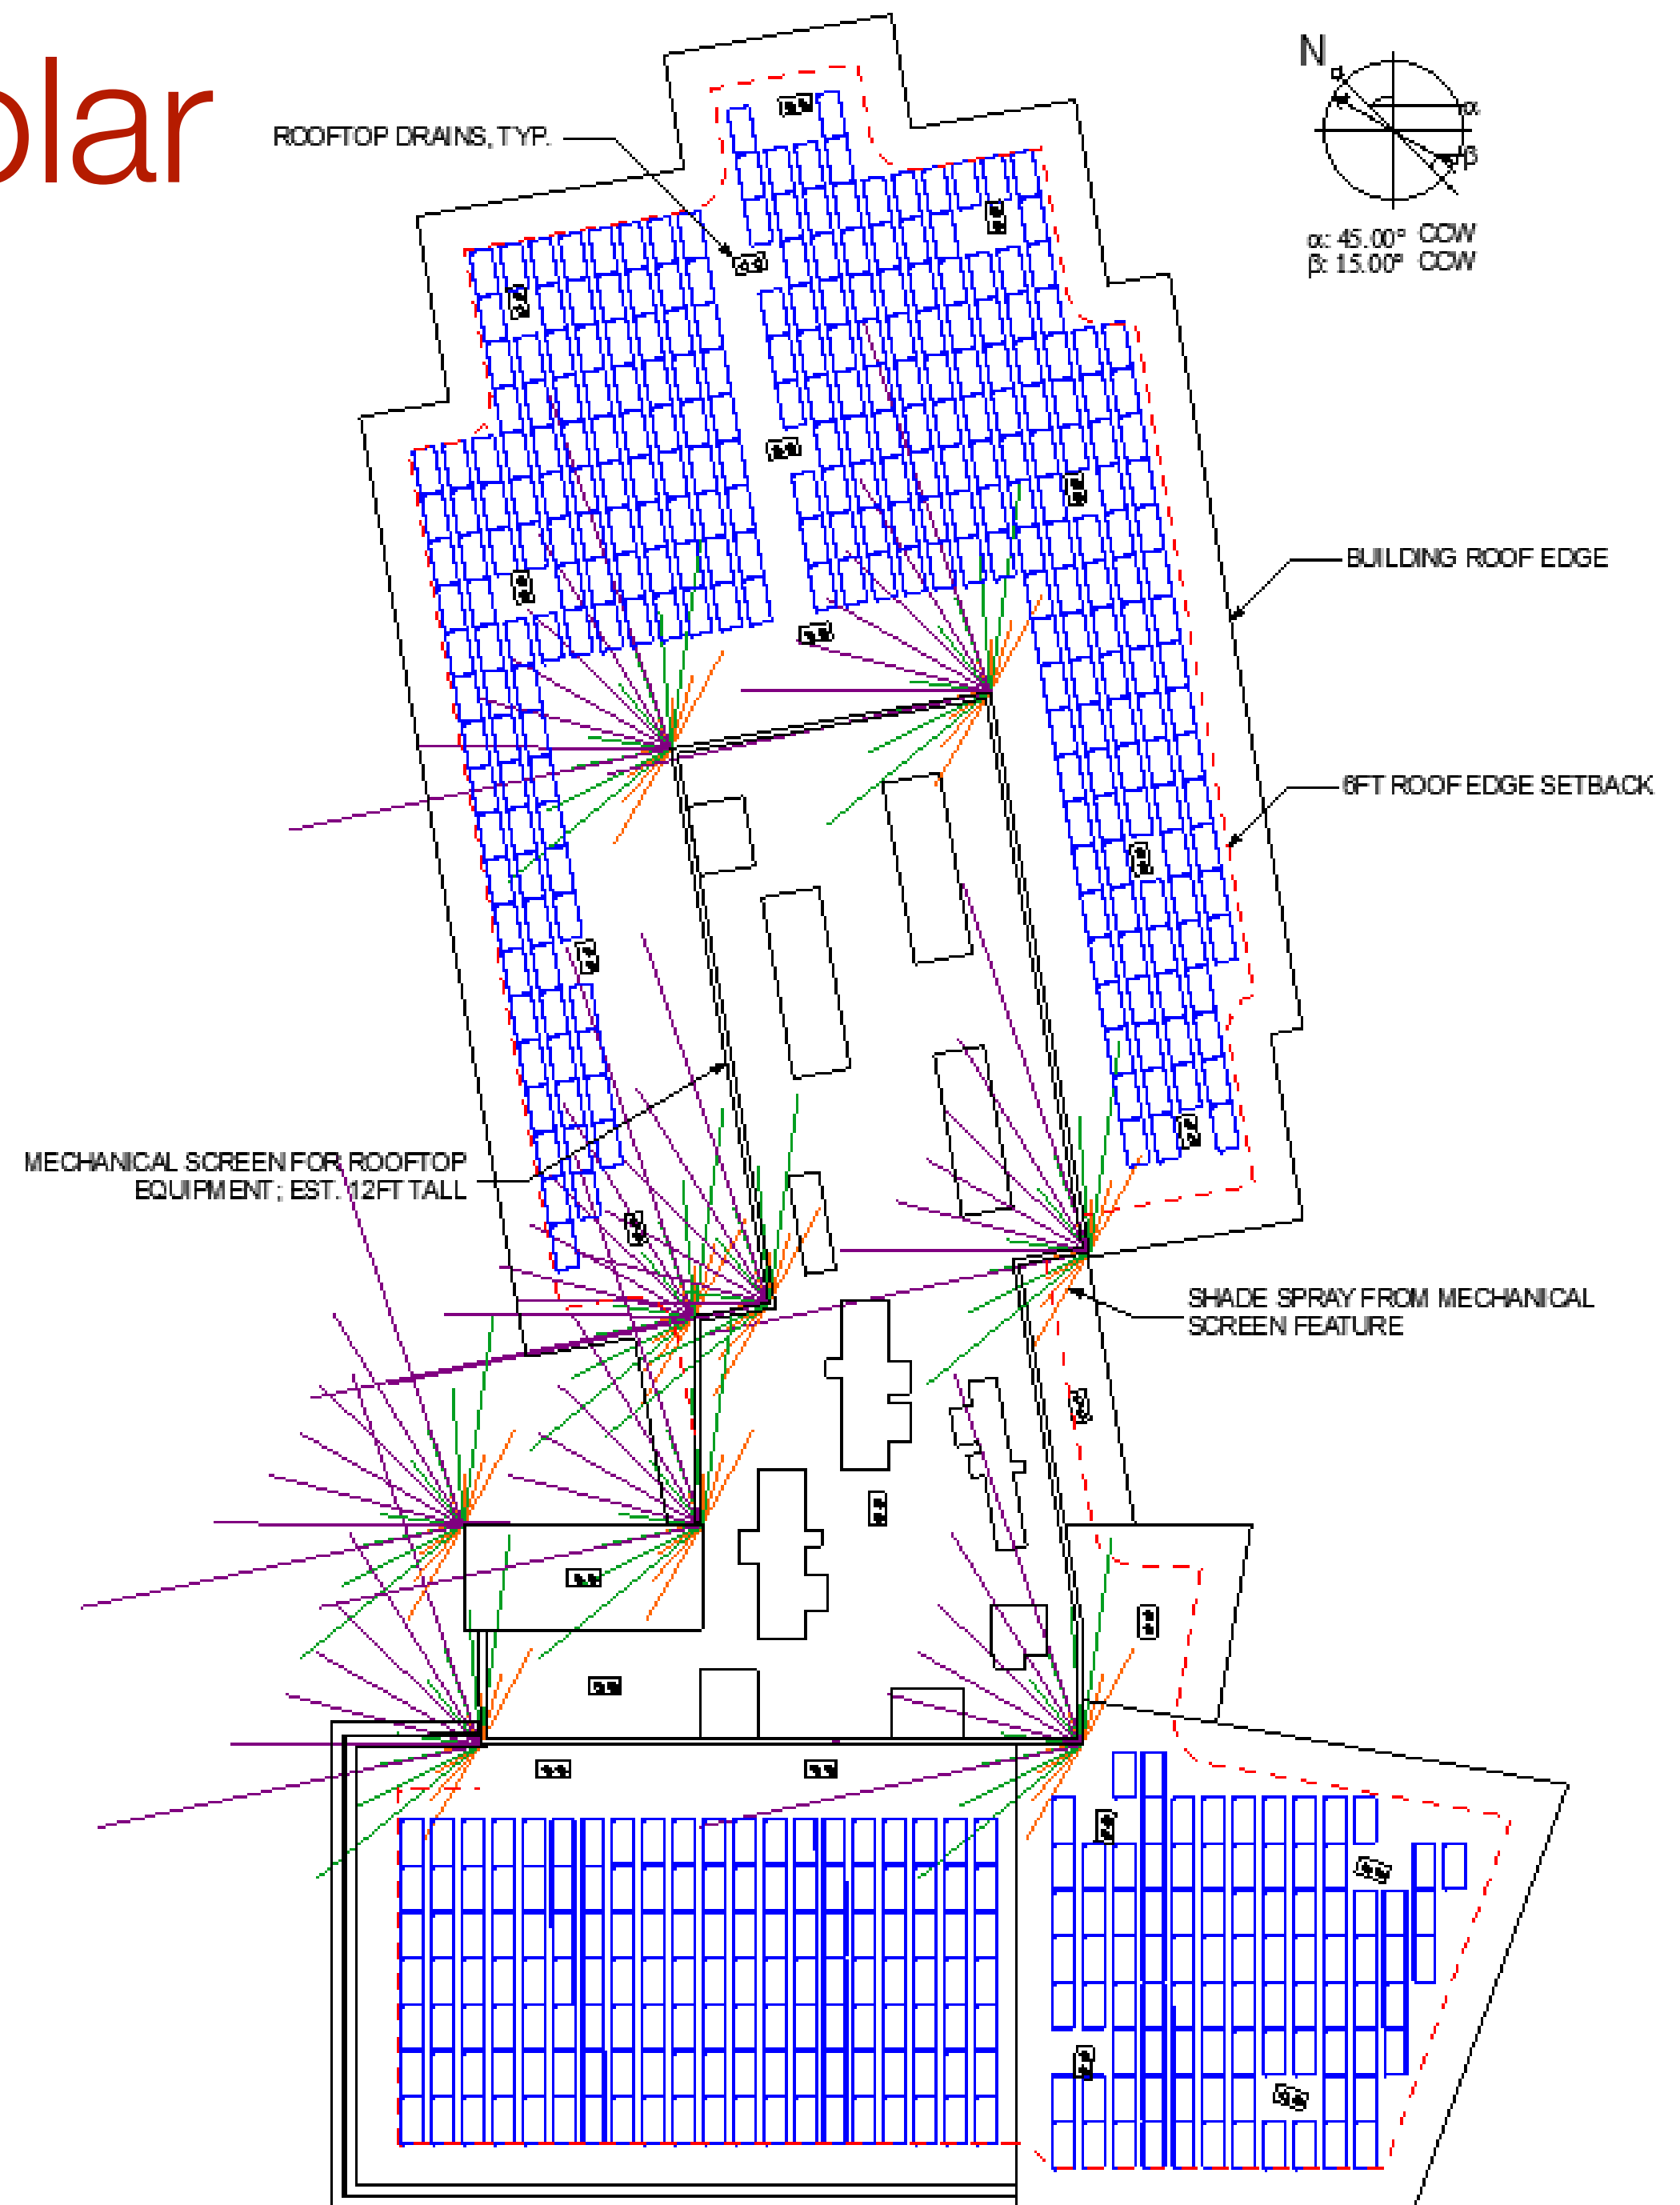 olar
N
α
β
α: 45.00° CCW
β: 15.00° CCW
ROOFTOP DRAINS, TYP.
BUILDING ROOF EDGE
6FT ROOF EDGE SETBACK
MECHANICAL SCREEN FOR ROOFTOP
EQUIPMENT; EST. 12FT TALL
SHADE SPRAY FROM MECHANICAL
SCREEN FEATURE